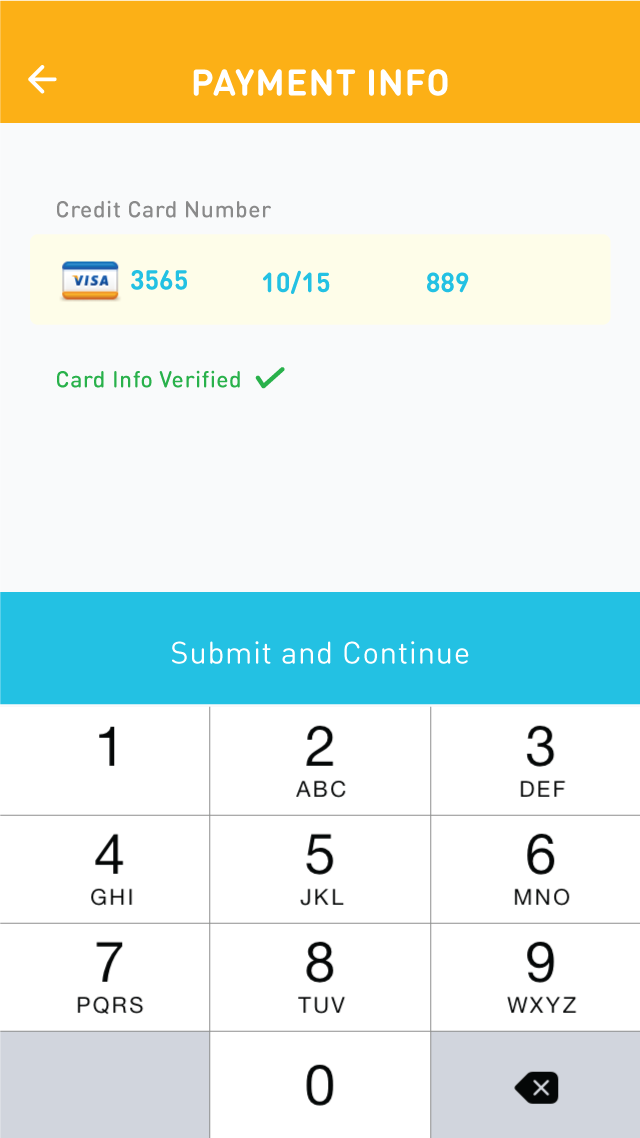 PAYMENT INFO
Credit Card Number
VISA 3565 10/15 889
Card Info Verified
Submit and Continue
1 2 3
ABC DEF
4 5 6
GHI JKL MNO
7 8 9
PQRS TUV WXYZ
0